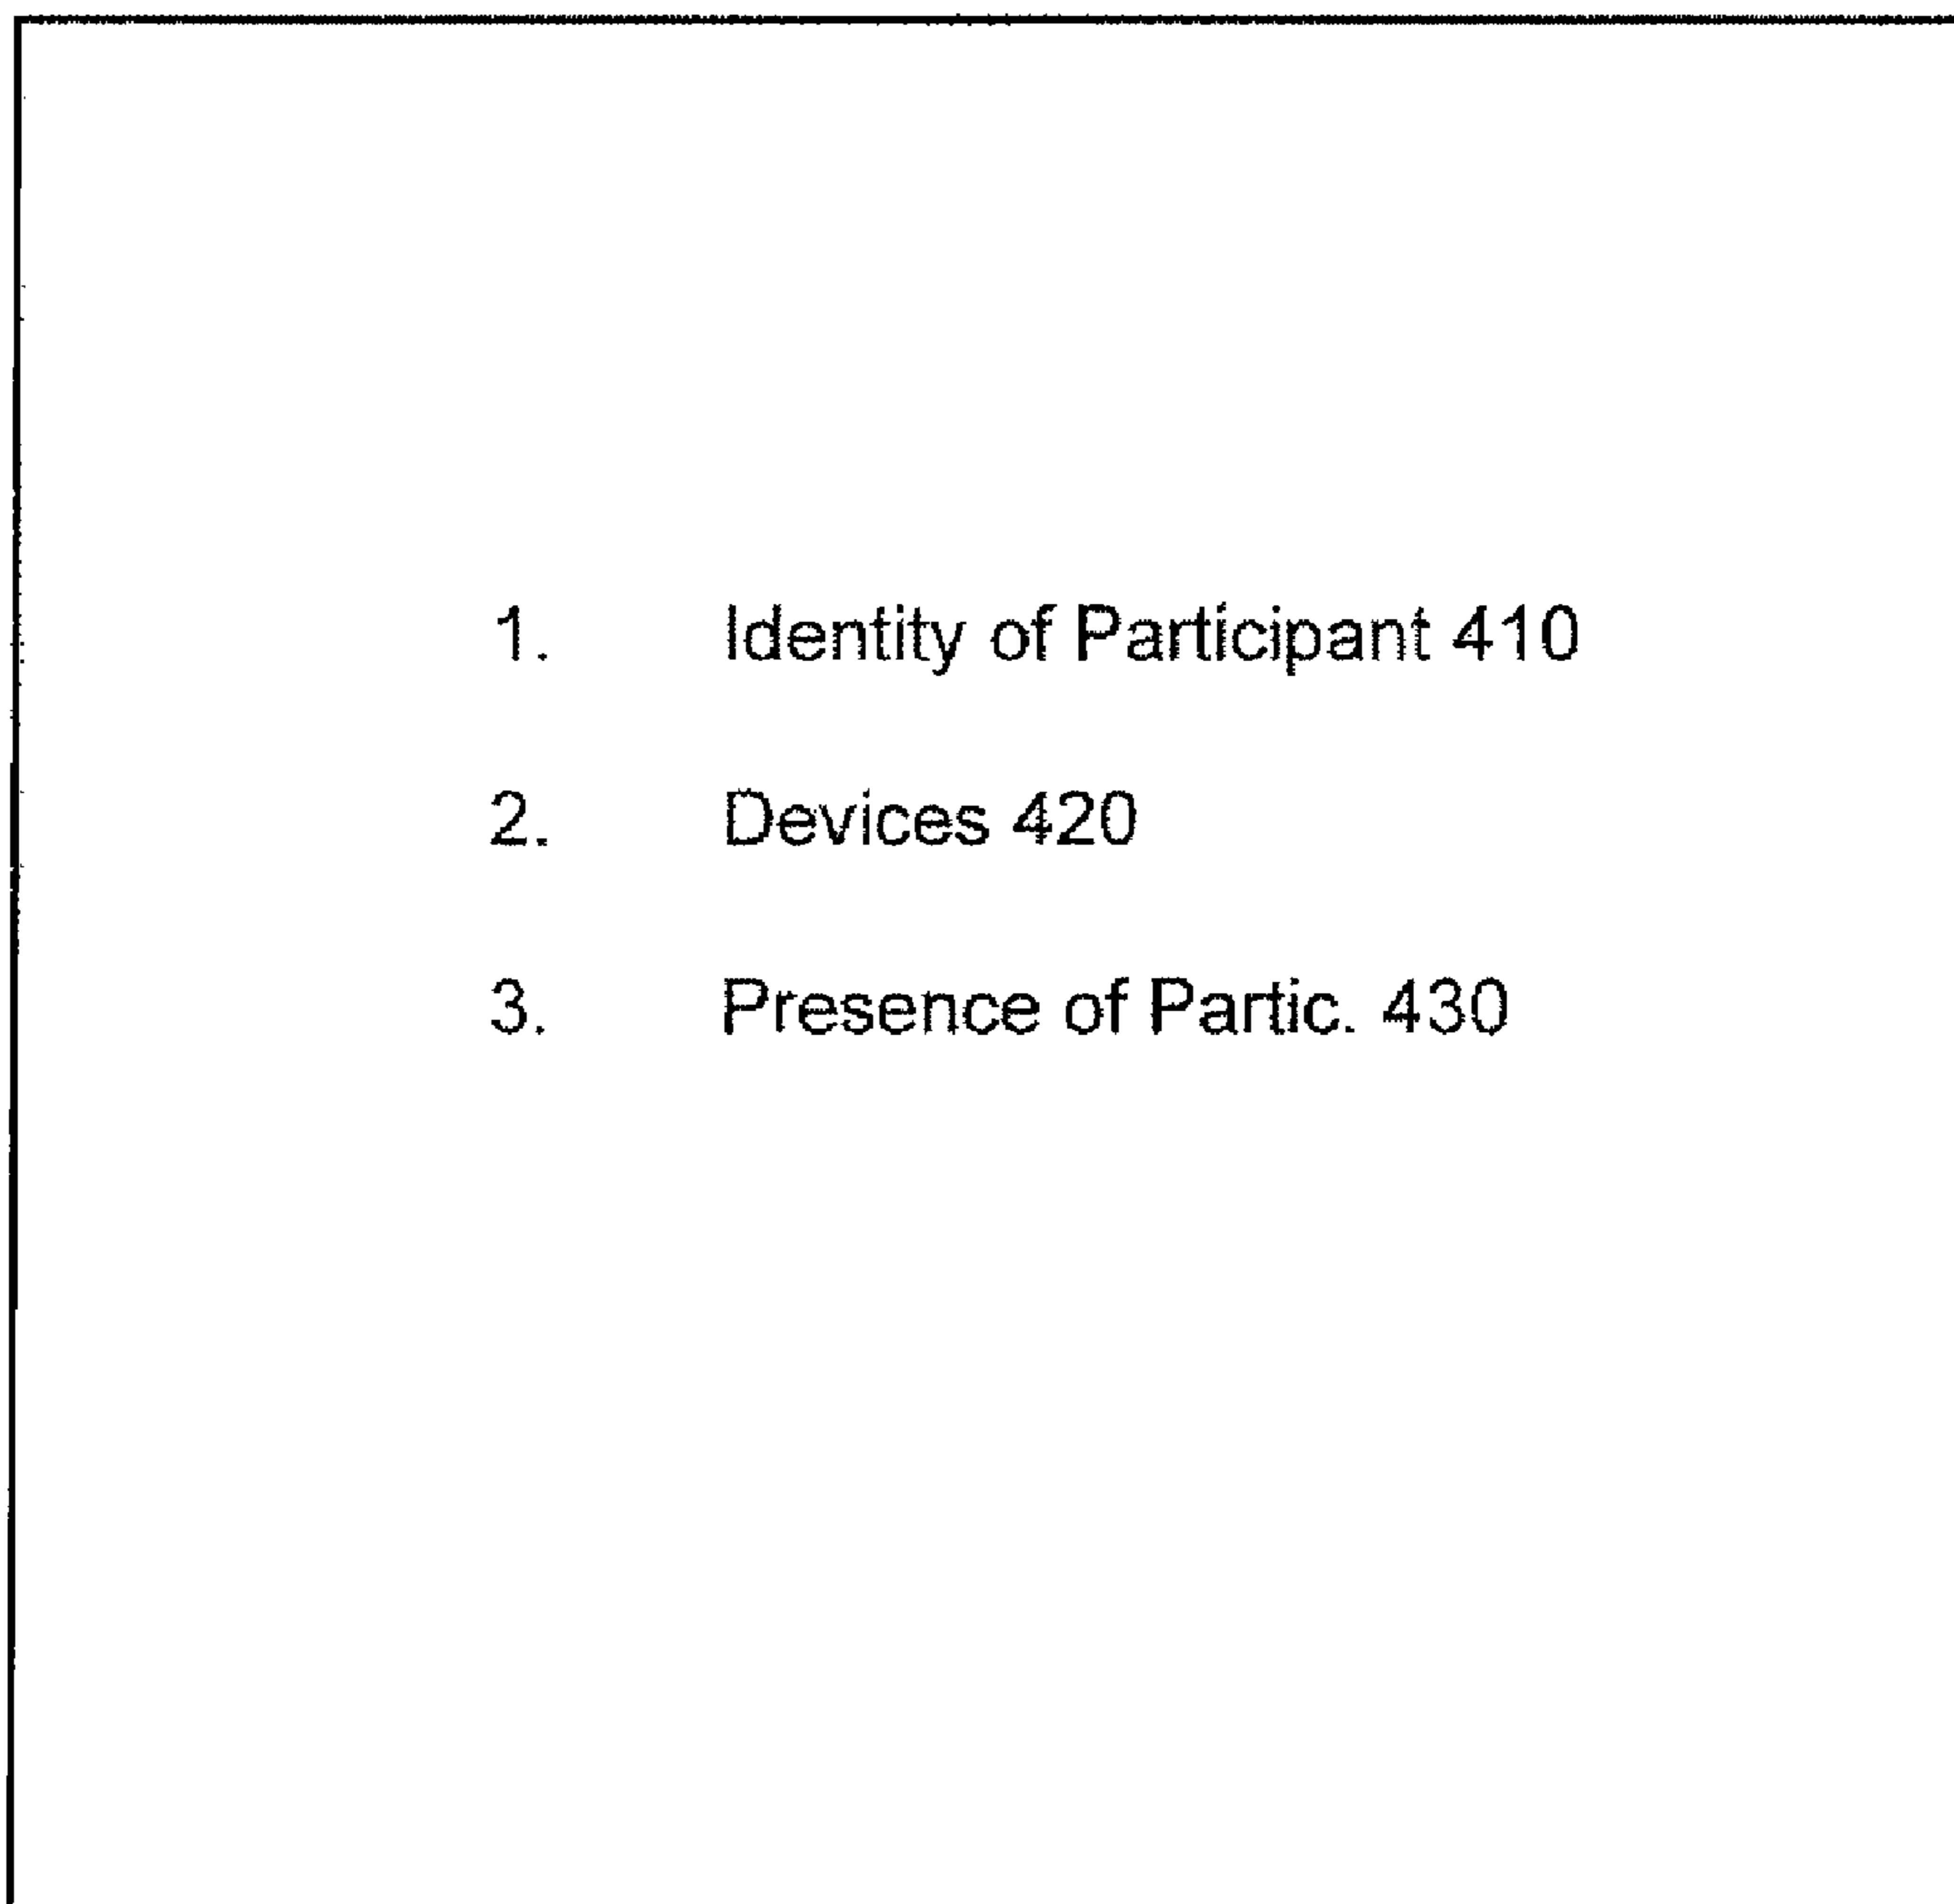 1. Identity of Participant 410
2. Devices 420
3. Presence of Partic. 430